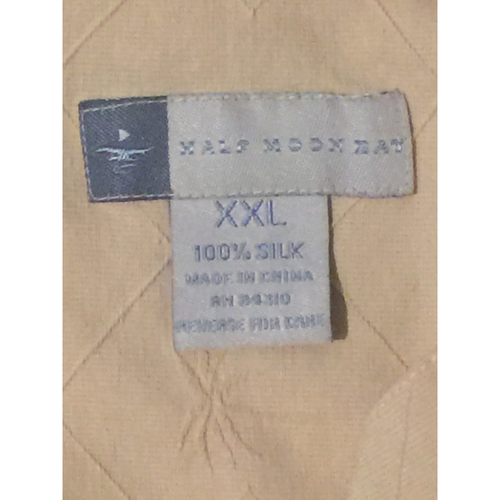 HALF MOON BAY
XXL
100% SILK
MADE IN CHINA
RN 84310
REVERSE FOR CARE